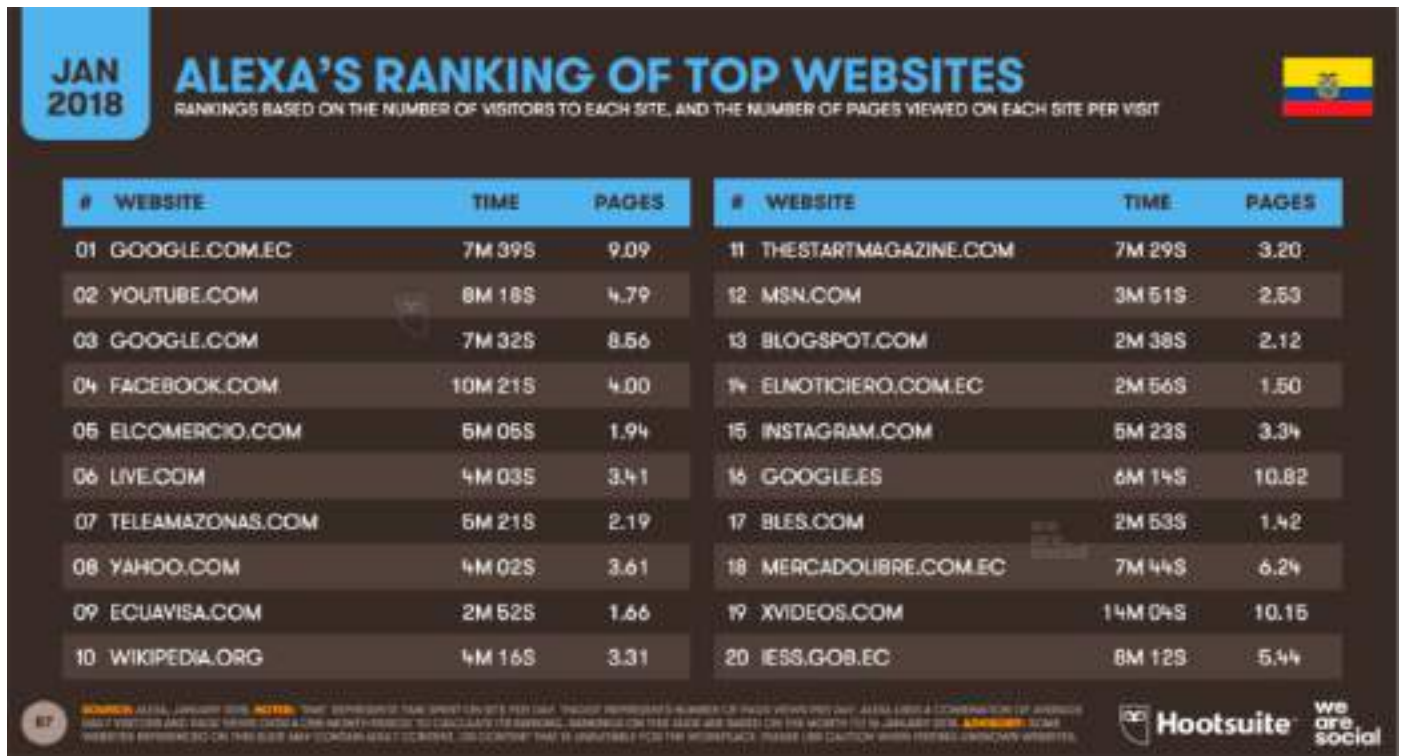 JAN
2018
ALEXA'S RANKING OF TOP WEBSITES
RANKINGS BASED ON THE NUMBER OF VISITORS TO EACH SITE, AND THE NUMBER OF PAGES VIEWED ON EACH SITE PER VISIT
# WEBSITE TIME PAGES
01 GOOGLE.COM.EC 7M 39S 9.09
02 YOUTUBE.COM 8M 18S 4.79
03 GOOGLE.COM 7M 32S 8.56
04 FACEBOOK.COM 10M 21S 4.00
05 ELCOMERCIO.COM 5M 05S 1.94
06 LIVE.COM 4M 03S 3.41
07 TELEAMAZONAS.COM 5M 21S 2.19
08 YAHOO.COM 4M 02S 3.61
09 ECUAVISA.COM 2M 52S 1.66
10 WIKIPEDIA.ORG 4M 16S 3.31
# WEBSITE TIME PAGES
11 THESTARTMAGAZINE.COM 7M 29S 3.20
12 MSN.COM 3M 51S 2.53
13 BLOGSPOT.COM 2M 38S 2.12
14 ELNOTICIERO.COM.EC 2M 56S 1.50
15 INSTAGRAM.COM 5M 23S 3.34
16 GOOGLE.ES 6M 14S 10.82
17 BLES.COM 2M 53S 1.42
18 MERCADOLIBRE.COM.EC 7M 44S 6.24
19 XVIDEOS.COM 14M 04S 10.15
20 IESS.GOB.EC 8M 12S 5.44
Hootsuite
we
are
social